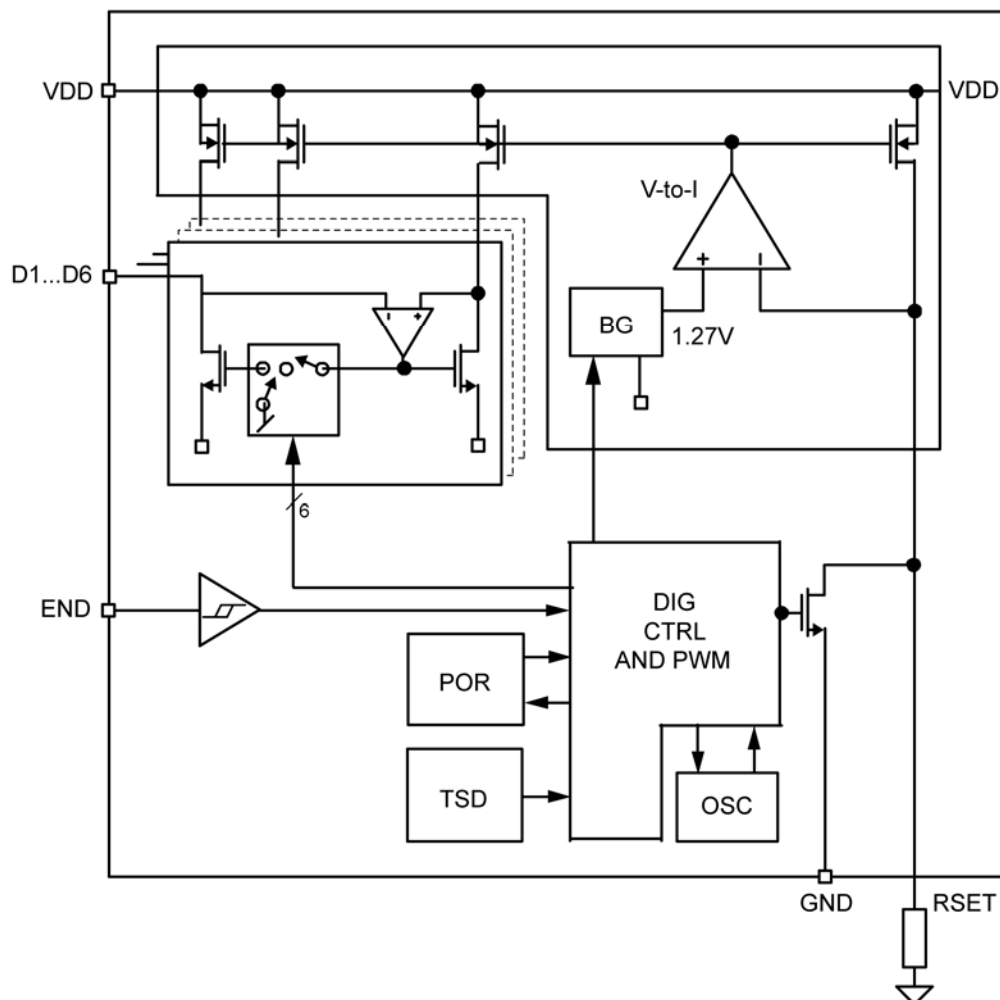 VDD
VDD
V-to-I
+
D1...D6
+
BG
1.27V
6
END
DIG
CTRL
AND PWM
POR
TSD
OSC
GND
RSET